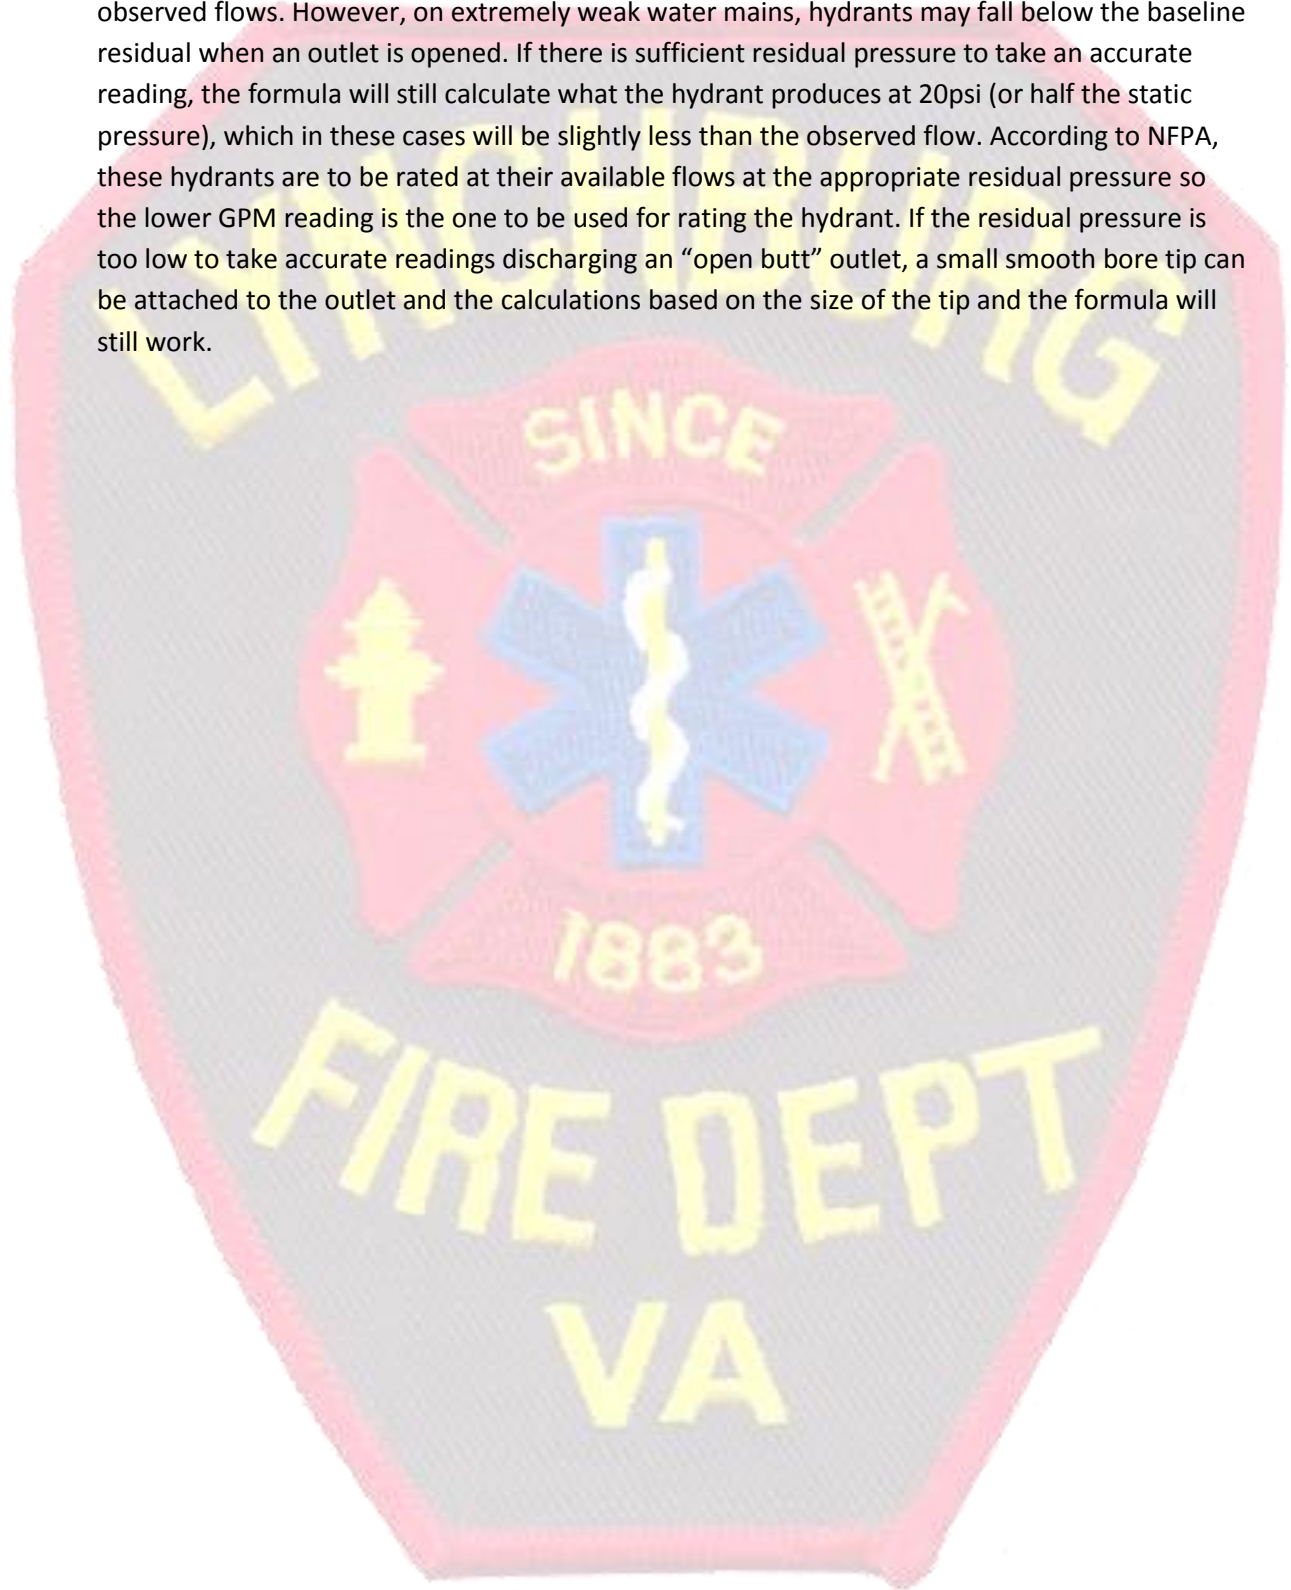 observed flows. However, on extremely weak water mains, hydrants may fall below the baseline
residual when an outlet is opened. If there is sufficient residual pressure to take an accurate
reading, the formula will still calculate what the hydrant produces at 20psi (or half the static
pressure), which in these cases will be slightly less than the observed flow. According to NFPA,
these hydrants are to be rated at their available flows at the appropriate residual pressure so
the lower GPM reading is the one to be used for rating the hydrant. If the residual pressure is
too low to take accurate readings discharging an “open butt” outlet, a small smooth bore tip can
be attached to the outlet and the calculations based on the size of the tip and the formula will
still work.
LYNCHBURG
SINCE
1883
FIRE DEPT
VA